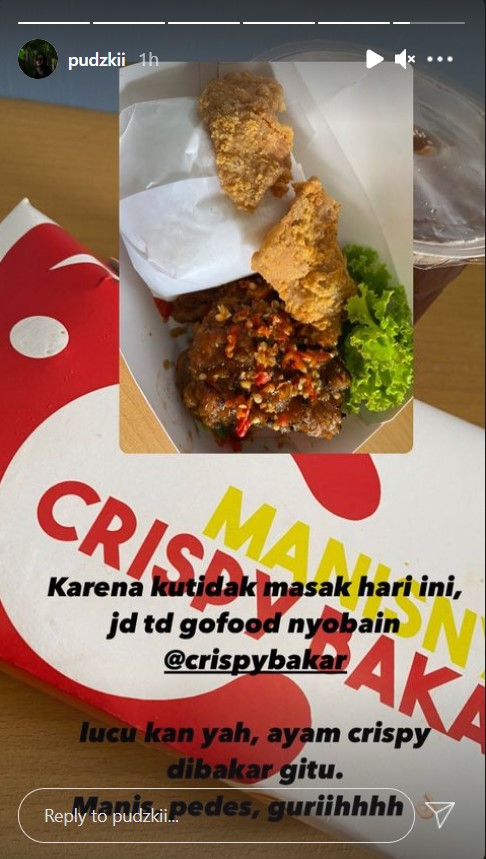 pudzkii 1h
MANISNY
CRISPY BAKA
Karena kutidak masak hari ini,
jd td gofood nyobain
@crispybakar
lucu kan yah, ayam crispy
dibakar gitu.
Manis, pedes, guriihhhh
Reply to pudzkii...